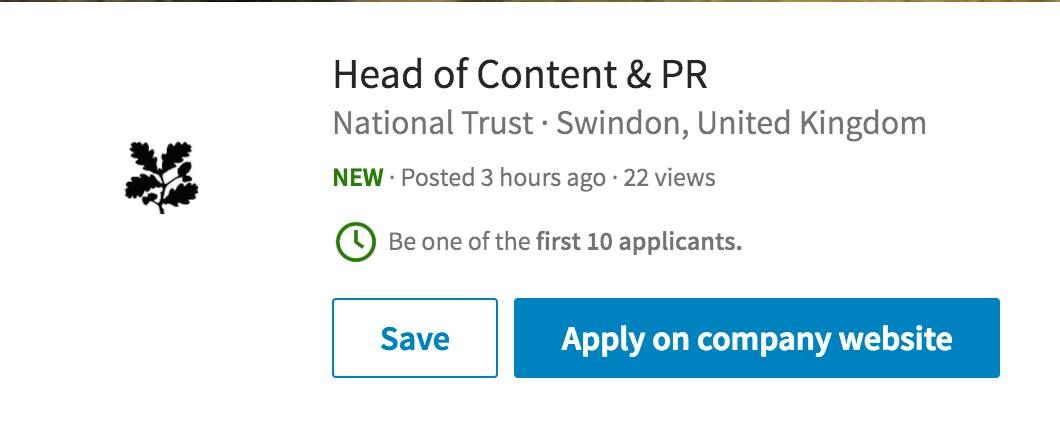 Head of Content & PR
National Trust · Swindon, United Kingdom
NEW · Posted 3 hours ago · 22 views
Be one of the first 10 applicants.
Save
Apply on company website